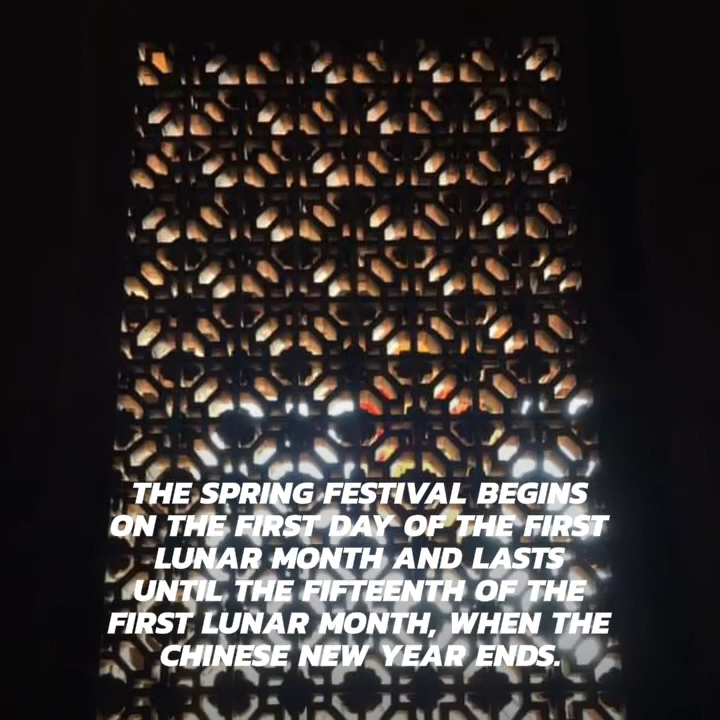 THE SPRING FESTIVAL BEGINS
ON THE FIRST DAY OF THE FIRST
LUNAR MONTH AND LASTS
UNTIL THE FIFTEENTH OF THE
FIRST LUNAR MONTH, WHEN THE
CHINESE NEW YEAR ENDS.